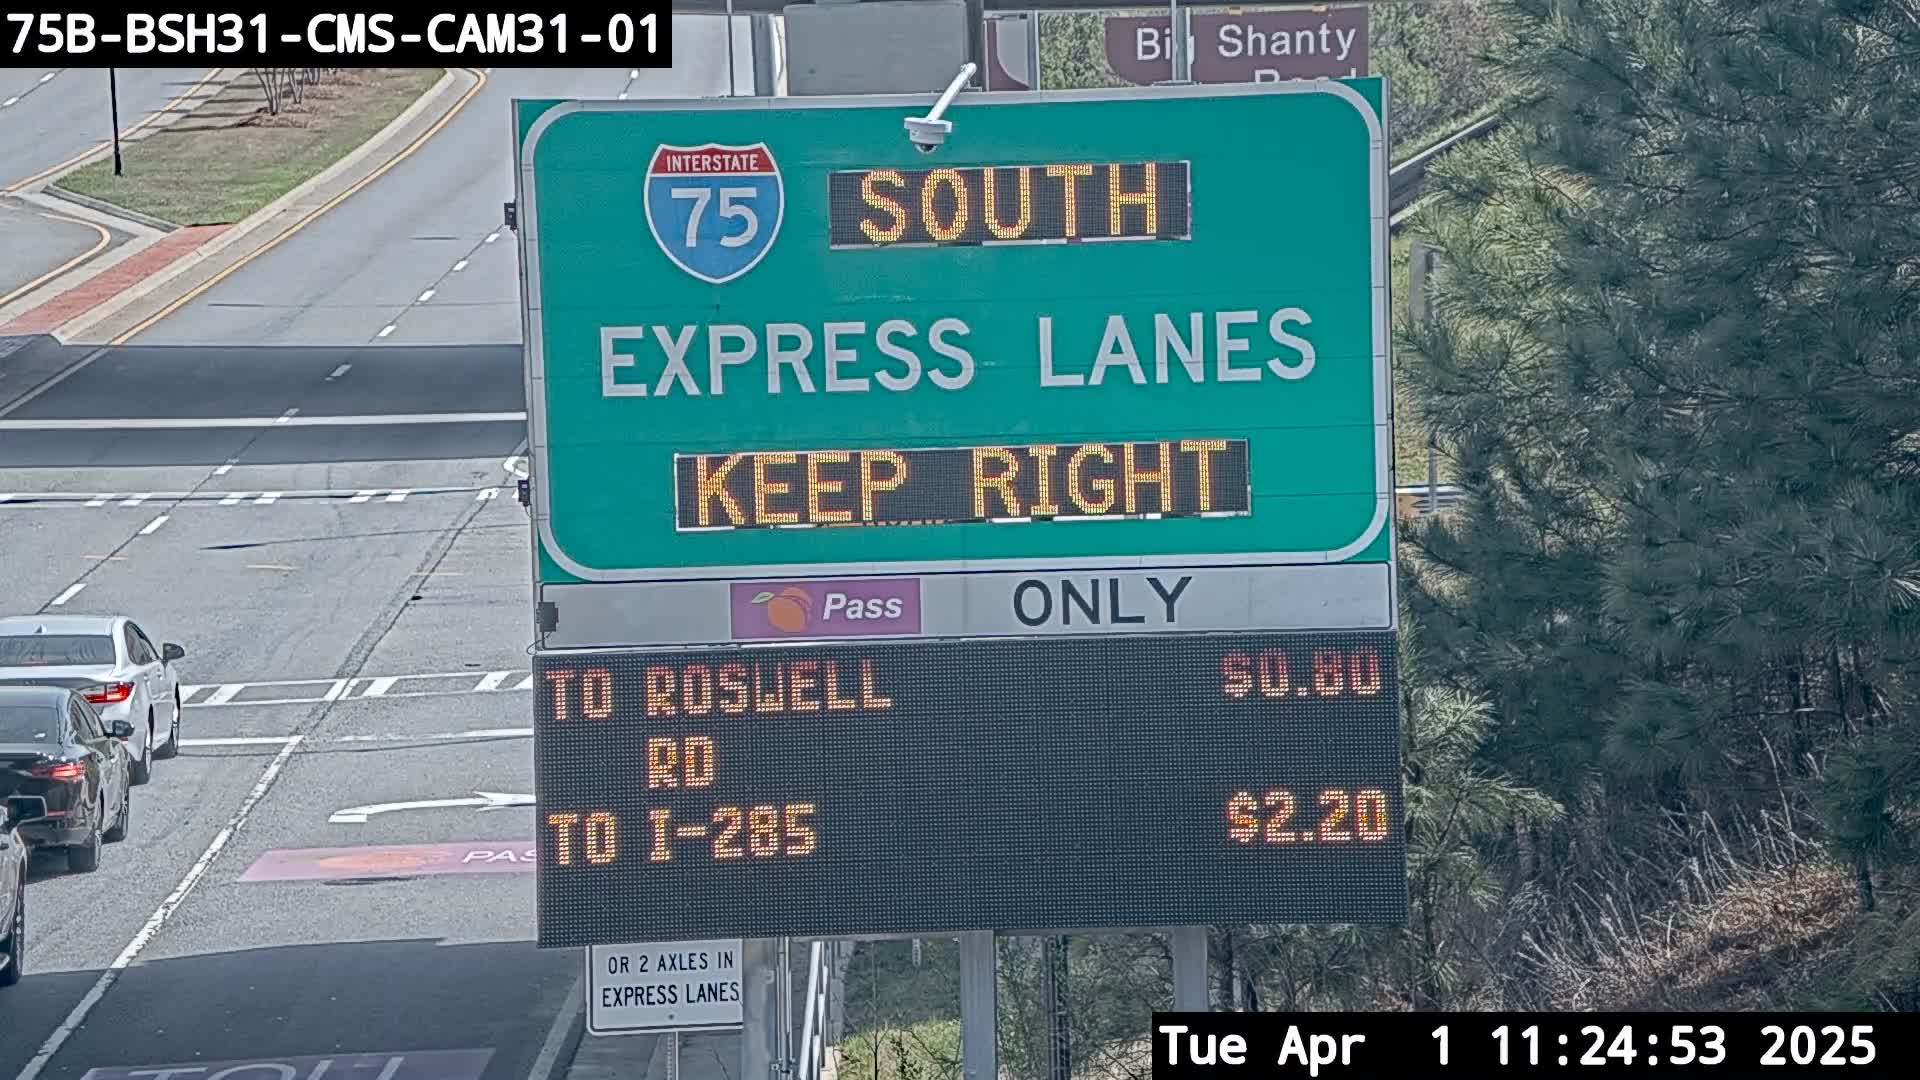 75B-BSH31-CMS-CAM31-01
Big Shanty
Road
INTERSTATE
75
SOUTH
EXPRESS LANES
KEEP RIGHT
Pass
ONLY
TO ROSWELL $0.80
RD
TO I-285 $2.20
OR 2 AXLES IN
EXPRESS LANES
Tue Apr 1 11:24:53 2025